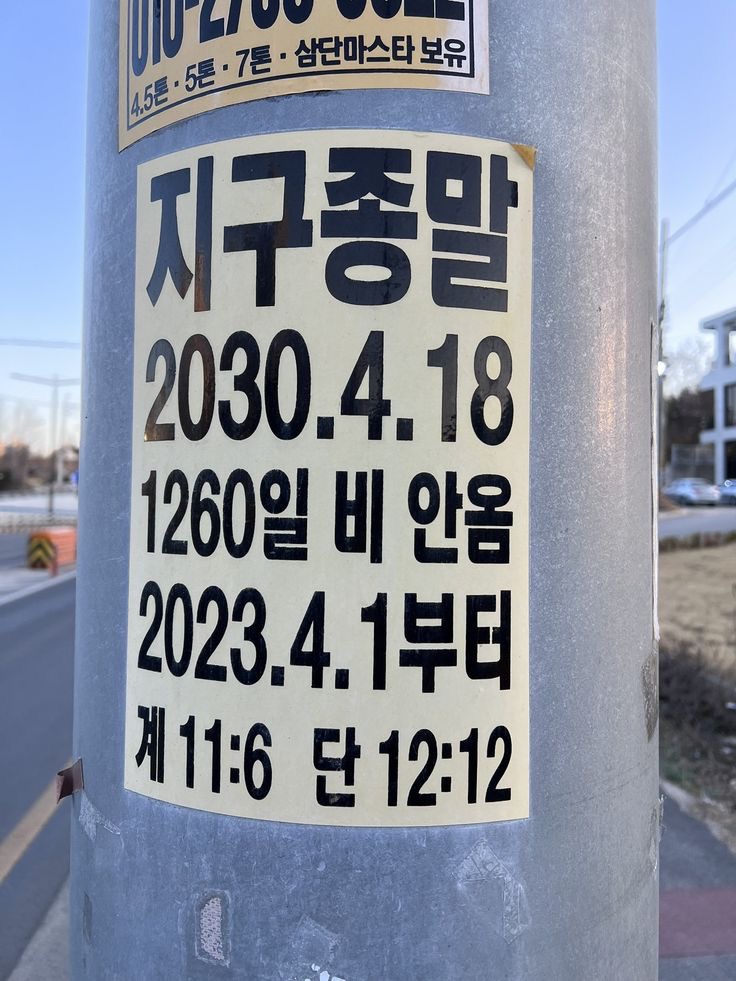 4.5톤 · 5톤 · 7톤 · 삼단마스타 보유
지구종말
2030.4.18
1260일 비 안옴
2023.4.1부터
계 11:6 단 12:12